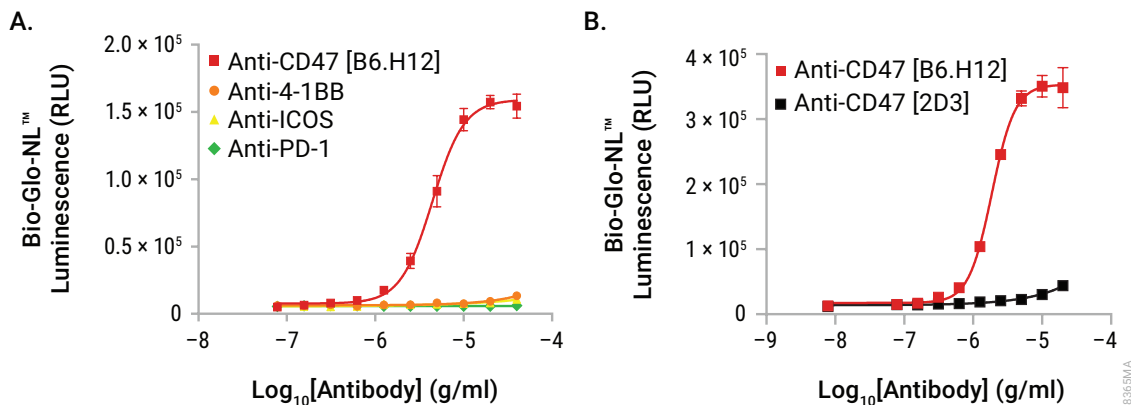 A.
Bio-Glo-NL™
Luminescence (RLU)
2.0 × 10⁵
1.5 × 10⁵
1.0 × 10⁵
0.5 × 10⁵
0
Anti-CD47 [B6.H12]
Anti-4-1BB
Anti-ICOS
Anti-PD-1
−8
−7
−6
−5
−4
Log₁₀[Antibody] (g/ml)
B.
Bio-Glo-NL™
Luminescence (RLU)
4 × 10⁵
3 × 10⁵
2 × 10⁵
1 × 10⁵
0
Anti-CD47 [B6.H12]
Anti-CD47 [2D3]
−9
−8
−7
−6
−5
−4
Log₁₀[Antibody] (g/ml)
8365MA